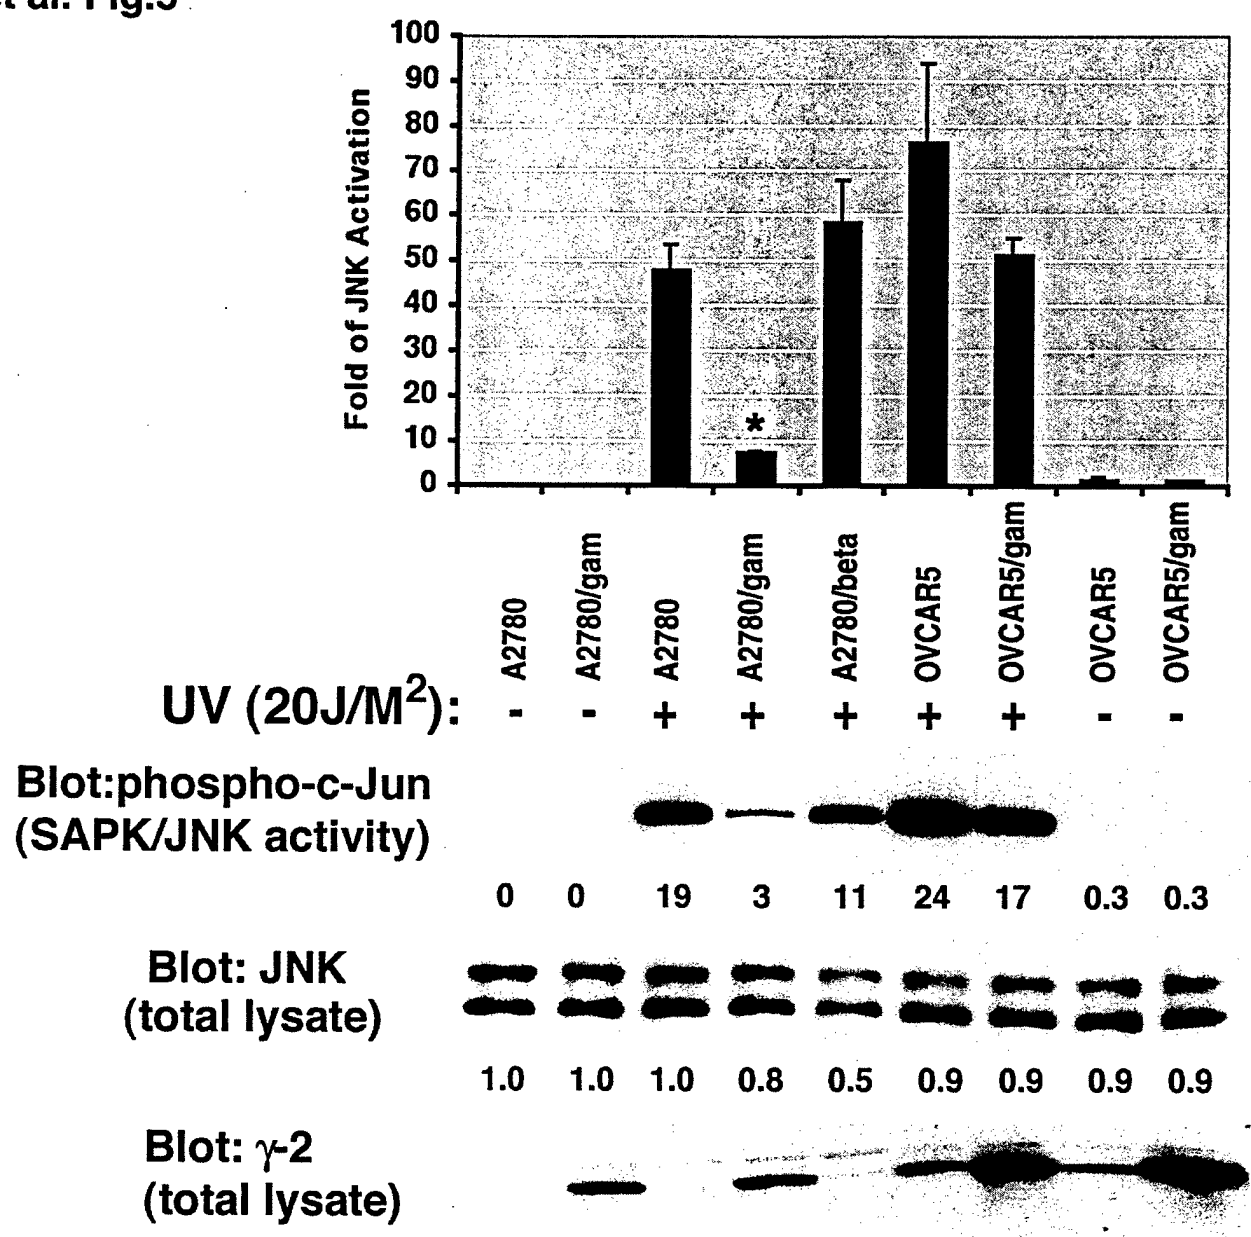 et al. Fig.5
100
90
80
70
60
50
40
30
20
10
0
Fold of JNK Activation
*
A2780
A2780/gam
A2780
A2780/gam
A2780/beta
OVCAR5
OVCAR5/gam
OVCAR5
OVCAR5/gam
UV (20J/M²): - - + + + + + - -
Blot:phospho-c-Jun
(SAPK/JNK activity)
0 0 19 3 11 24 17 0.3 0.3
Blot: JNK
(total lysate)
1.0 1.0 1.0 0.8 0.5 0.9 0.9 0.9 0.9
Blot: γ-2
(total lysate)